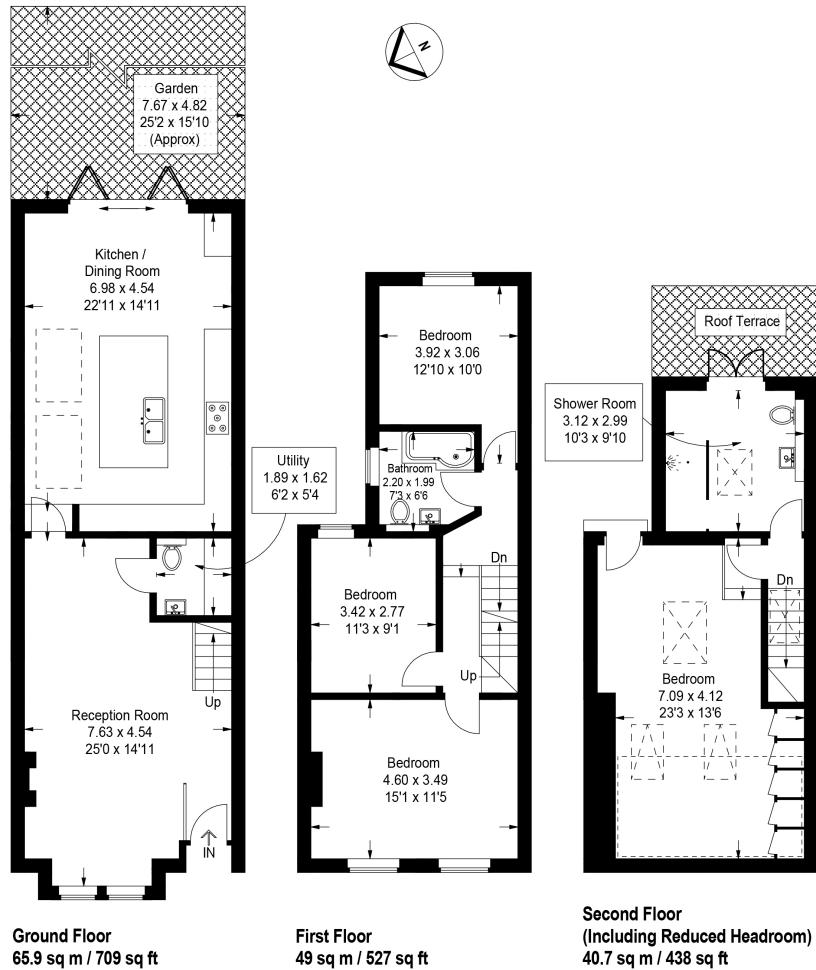 N
Garden
7.67 x 4.82
25'2 x 15'10
(Approx)
Kitchen /
Dining Room
6.98 x 4.54
22'11 x 14'11
Utility
1.89 x 1.62
6'2 x 5'4
Up
Reception Room
7.63 x 4.54
25'0 x 14'11
IN
Ground Floor
65.9 sq m / 709 sq ft
Bedroom
3.92 x 3.06
12'10 x 10'0
Bathroom
2.20 x 1.99
7'3 x 6'6
Dn
Bedroom
3.42 x 2.77
11'3 x 9'1
Up
Bedroom
4.60 x 3.49
15'1 x 11'5
First Floor
49 sq m / 527 sq ft
Roof Terrace
Shower Room
3.12 x 2.99
10'3 x 9'10
Dn
Bedroom
7.09 x 4.12
23'3 x 13'6
Second Floor
(Including Reduced Headroom)
40.7 sq m / 438 sq ft